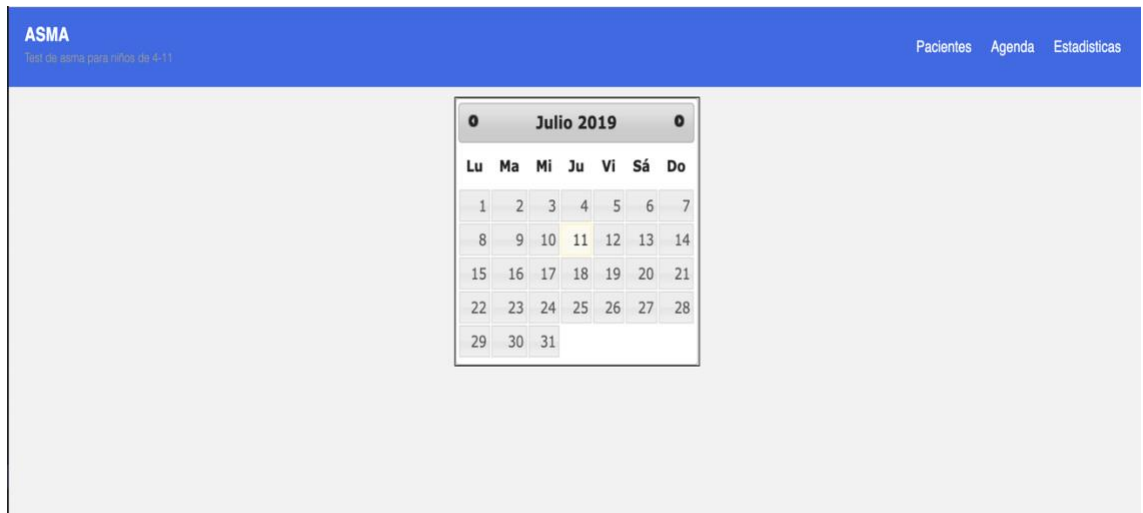 ASMA
Test de asma para niños de 4-11
Pacientes Agenda Estadisticas
Julio 2019
Lu Ma Mi Ju Vi Sá Do
1 2 3 4 5 6 7
8 9 10 11 12 13 14
15 16 17 18 19 20 21
22 23 24 25 26 27 28
29 30 31